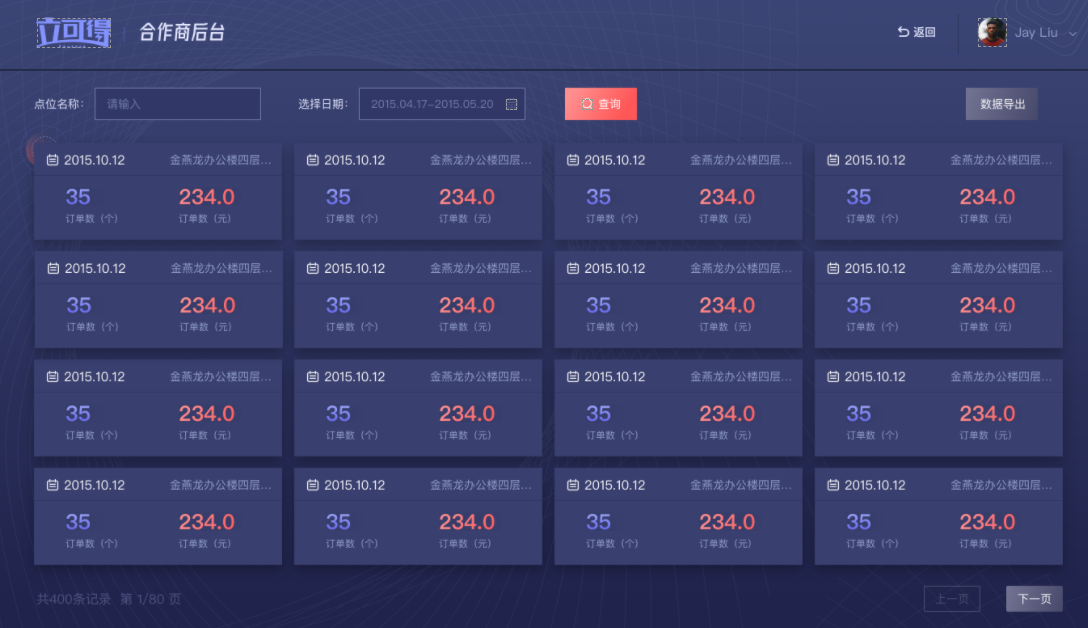 立可得
合作商后台
返回
Jay Liu
点位名称：
请输入
选择日期：
2015.04.17-2015.05.20
查询
数据导出
2015.10.12 金燕龙办公楼四层...
35 234.0
订单数（个） 订单数（元）
2015.10.12 金燕龙办公楼四层...
35 234.0
订单数（个） 订单数（元）
2015.10.12 金燕龙办公楼四层...
35 234.0
订单数（个） 订单数（元）
2015.10.12 金燕龙办公楼四层...
35 234.0
订单数（个） 订单数（元）
2015.10.12 金燕龙办公楼四层...
35 234.0
订单数（个） 订单数（元）
2015.10.12 金燕龙办公楼四层...
35 234.0
订单数（个） 订单数（元）
2015.10.12 金燕龙办公楼四层...
35 234.0
订单数（个） 订单数（元）
2015.10.12 金燕龙办公楼四层...
35 234.0
订单数（个） 订单数（元）
2015.10.12 金燕龙办公楼四层...
35 234.0
订单数（个） 订单数（元）
2015.10.12 金燕龙办公楼四层...
35 234.0
订单数（个） 订单数（元）
2015.10.12 金燕龙办公楼四层...
35 234.0
订单数（个） 订单数（元）
2015.10.12 金燕龙办公楼四层...
35 234.0
订单数（个） 订单数（元）
2015.10.12 金燕龙办公楼四层...
35 234.0
订单数（个） 订单数（元）
2015.10.12 金燕龙办公楼四层...
35 234.0
订单数（个） 订单数（元）
2015.10.12 金燕龙办公楼四层...
35 234.0
订单数（个） 订单数（元）
2015.10.12 金燕龙办公楼四层...
35 234.0
订单数（个） 订单数（元）
共400条记录 第 1/80 页
上一页
下一页